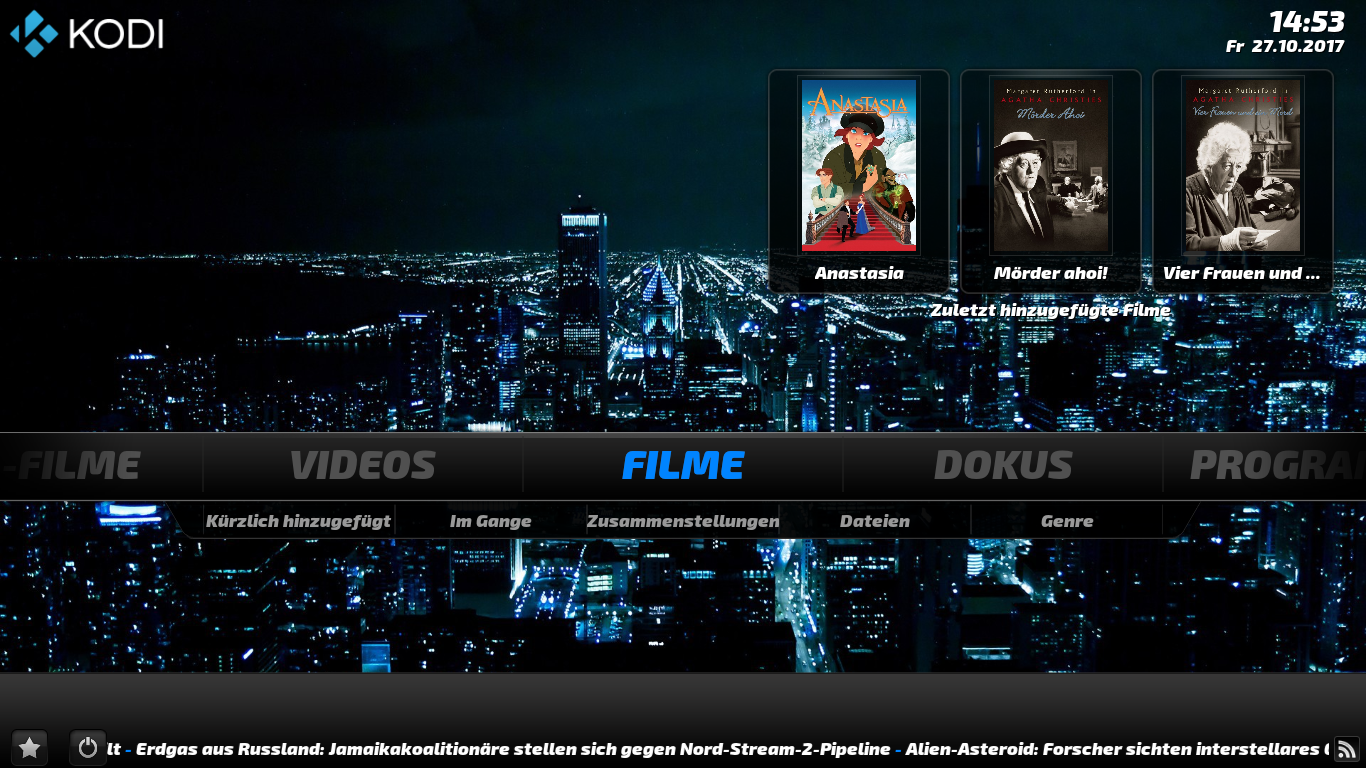 KODI
14:53
Fr 27.10.2017
ANASTASIA
Margaret Rutherford in
AGATHA CHRISTIES
Mörder Ahoi
Margaret Rutherford in
Vier Frauen und ein Mord
Anastasia
Mörder ahoi!
Vier Frauen und ...
Zuletzt hinzugefügte Filme
-FILME
VIDEOS
FILME
DOKUS
PROGRA
Kürzlich hinzugefügt
Im Gange
Zusammenstellungen
Dateien
Genre
lt - Erdgas aus Russland: Jamaikakoalitionäre stellen sich gegen Nord-Stream-2-Pipeline - Alien-Asteroid: Forscher sichten interstellares